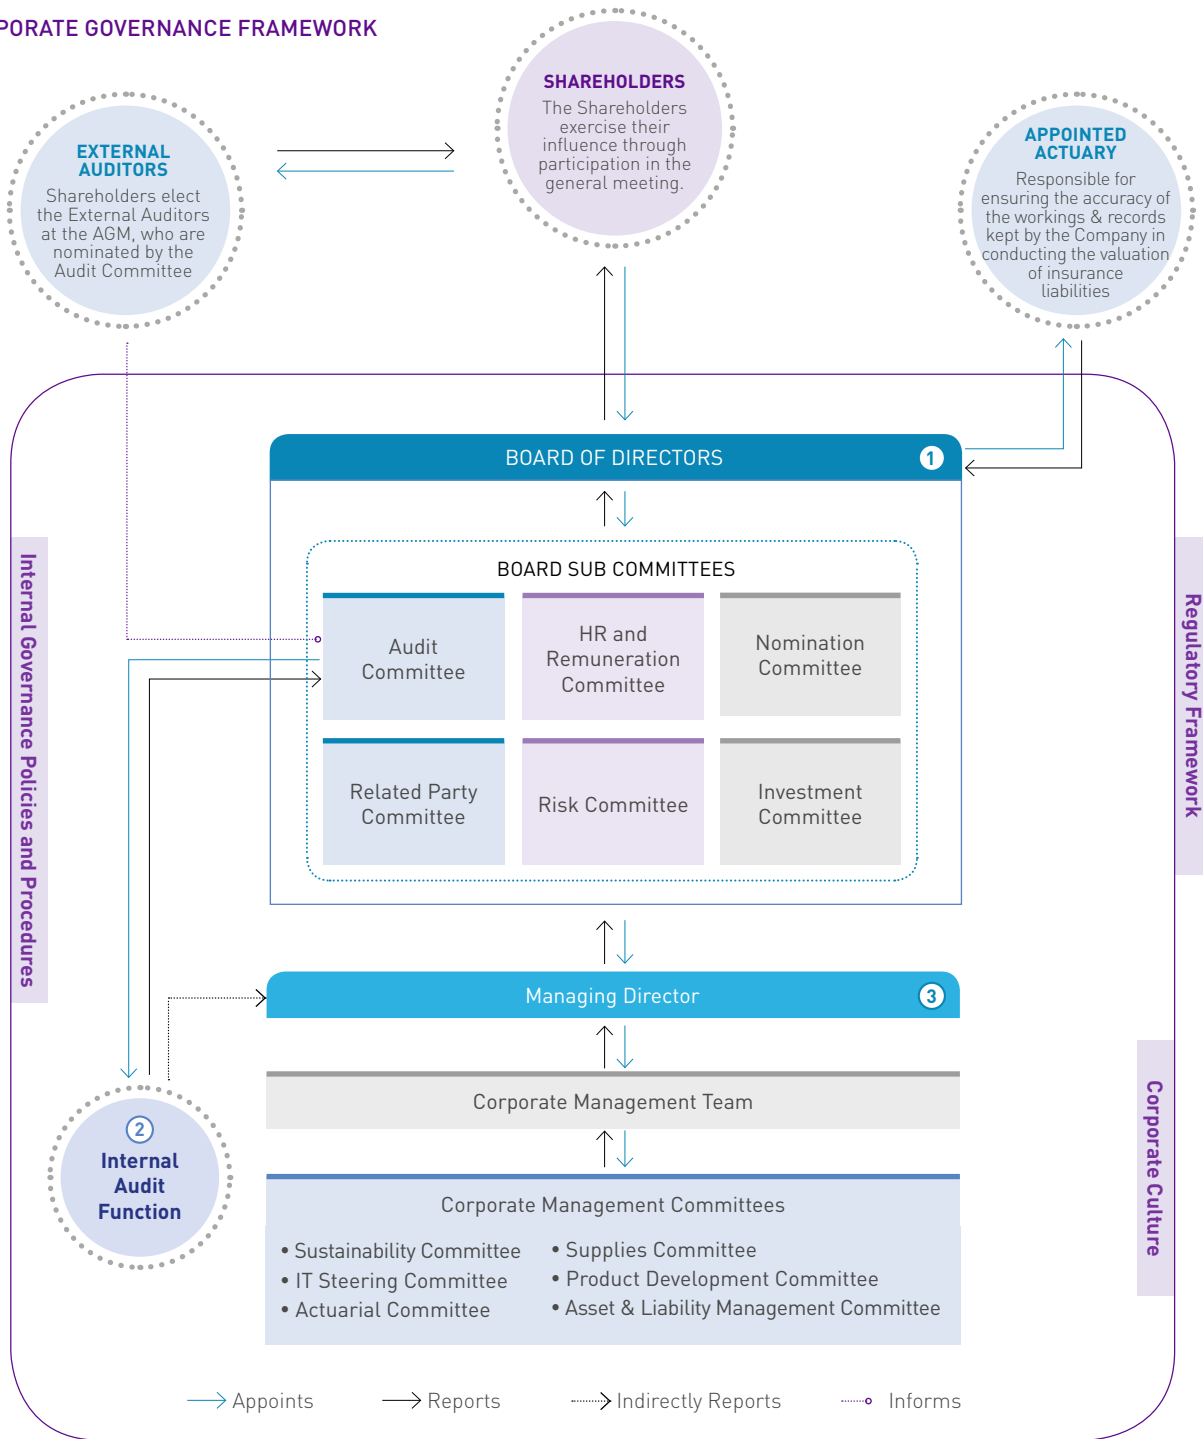 PORATE GOVERNANCE FRAMEWORK
SHAREHOLDERS
The Shareholders
exercise their
influence through
participation in the
general meeting.
EXTERNAL
AUDITORS
Shareholders elect
the External Auditors
at the AGM, who are
nominated by the
Audit Committee
APPOINTED
ACTUARY
Responsible for
ensuring the accuracy of
the workings & records
kept by the Company in
conducting the valuation
of insurance
liabilities
BOARD OF DIRECTORS
1
BOARD SUB COMMITTEES
Audit
Committee
HR and
Remuneration
Committee
Nomination
Committee
Related Party
Committee
Risk Committee
Investment
Committee
Internal Governance Policies and Procedures
Regulatory Framework
Managing Director
3
Corporate Management Team
2
Internal
Audit
Function
Corporate Management Committees
• Sustainability Committee
• IT Steering Committee
• Actuarial Committee
• Supplies Committee
• Product Development Committee
• Asset & Liability Management Committee
Corporate Culture
Appoints
Reports
Indirectly Reports
Informs